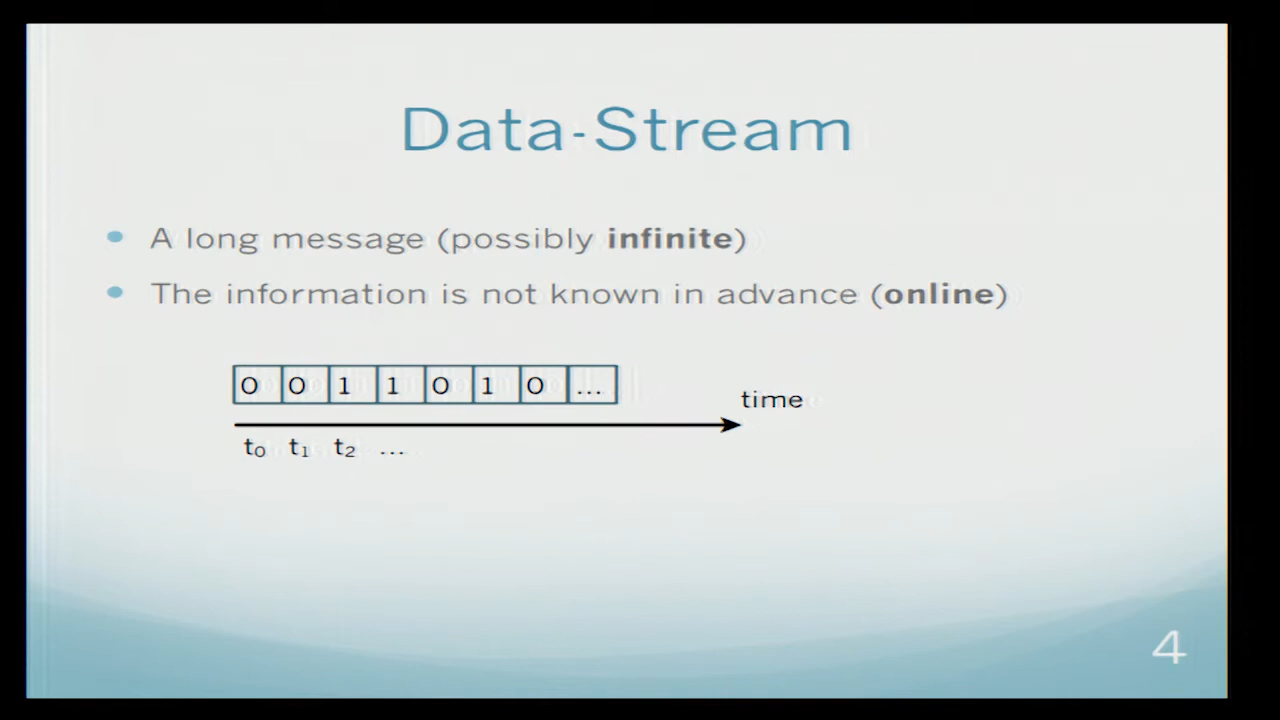 Data-Stream
A long message (possibly infinite)
The information is not known in advance (online)
0 0 1 1 0 1 0 ...
time
t₀ t₁ t₂ ...
4